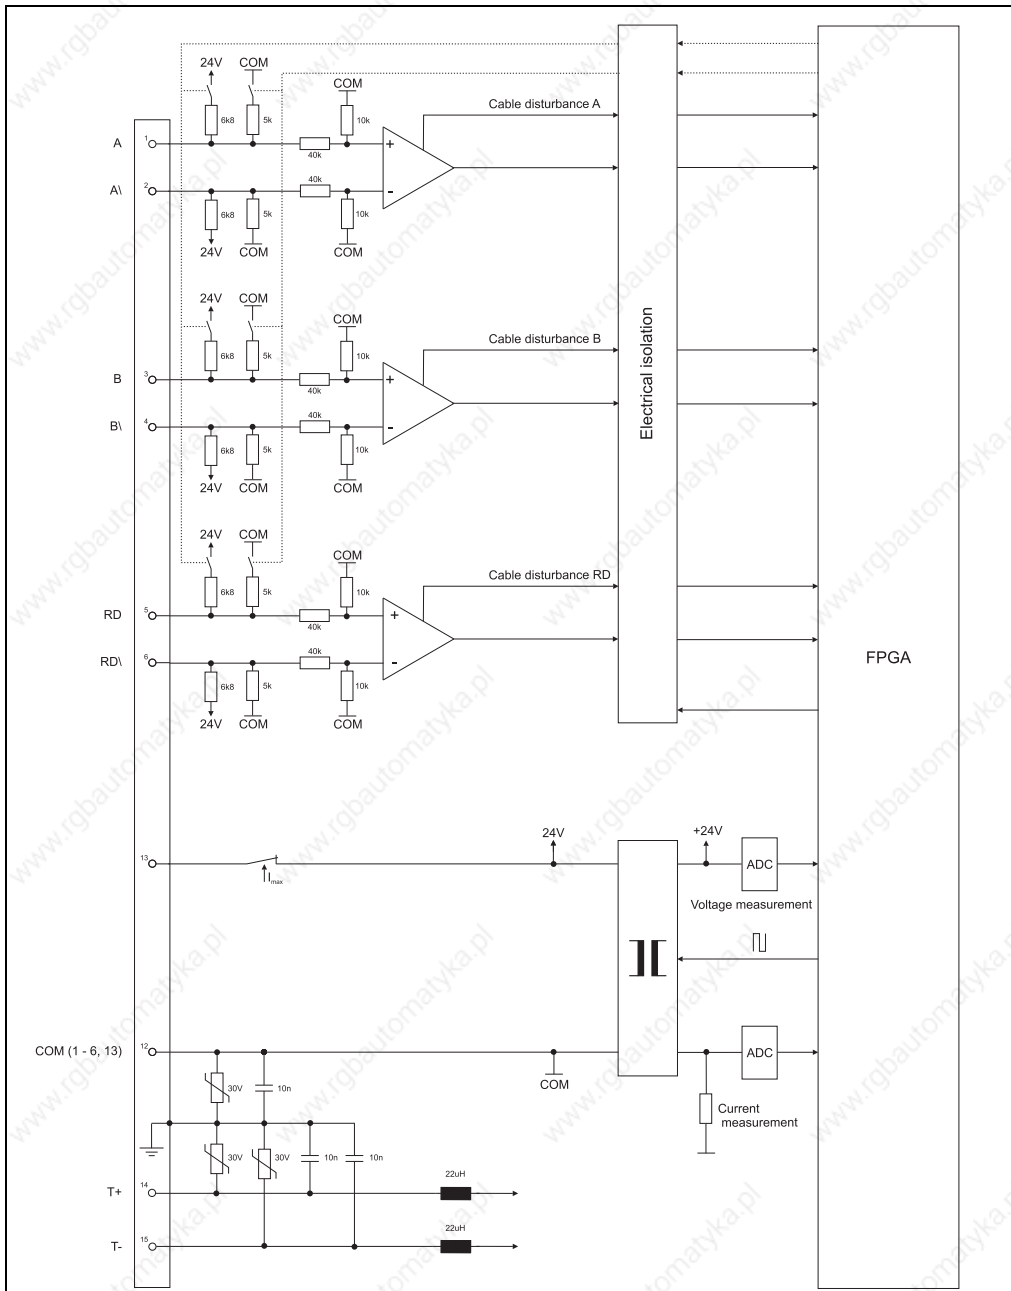 24V COM
COM
6k8 5k 10k
Cable disturbance A
A 1
40k
+
40k
A\ 2
-
6k8 5k 10k
24V COM
COM
24V COM
COM
6k8 5k 10k
Cable disturbance B
B 3
40k
+
40k
B\ 4
-
6k8 5k 10k
24V COM
COM
Electrical isolation
24V COM
COM
6k8 5k 10k
Cable disturbance RD
RD 5
40k
+
40k
RD\ 6
-
6k8 5k 10k
24V COM
COM
FPGA
24V
+24V
13
Imax
ADC
Voltage measurement
COM (1 - 6, 13) 12
COM
ADC
30V 10n
Current
measurement
30V 30V 10n 10n
T+ 14
22uH
T- 15
22uH
www.rgbautomatyka.pl